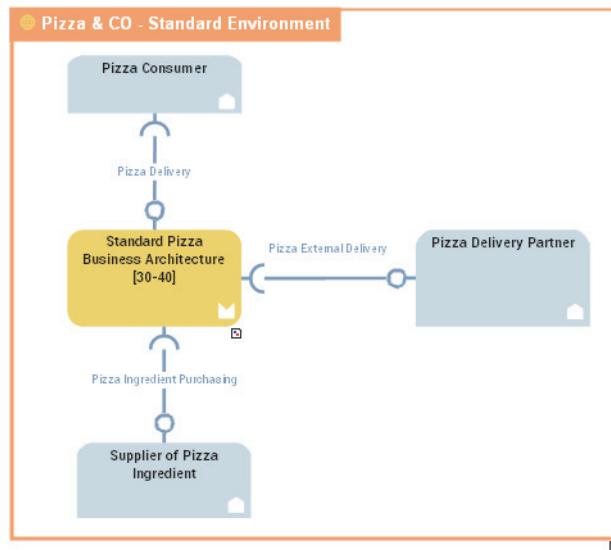 Pizza & CO - Standard Environment
Pizza Consumer
Pizza Delivery
Standard Pizza
Business Architecture
[30-40]
Pizza External Delivery
Pizza Delivery Partner
Pizza Ingredient Purchasing
Supplier of Pizza
Ingredient